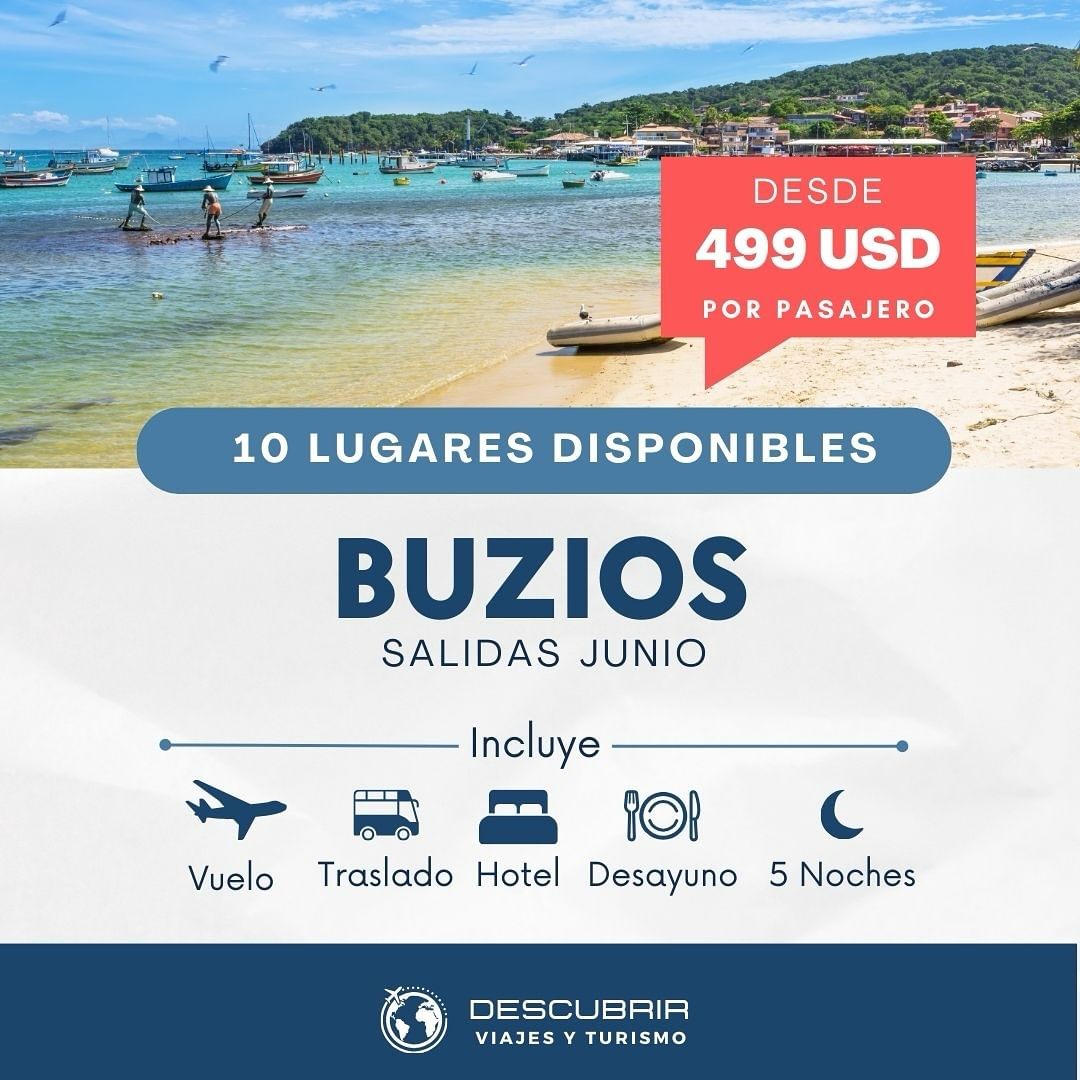 DESDE
499 USD
POR PASAJERO
10 LUGARES DISPONIBLES
BUZIOS
SALIDAS JUNIO
Incluye
Vuelo Traslado Hotel Desayuno 5 Noches
DESCUBRIR
VIAJES Y TURISMO